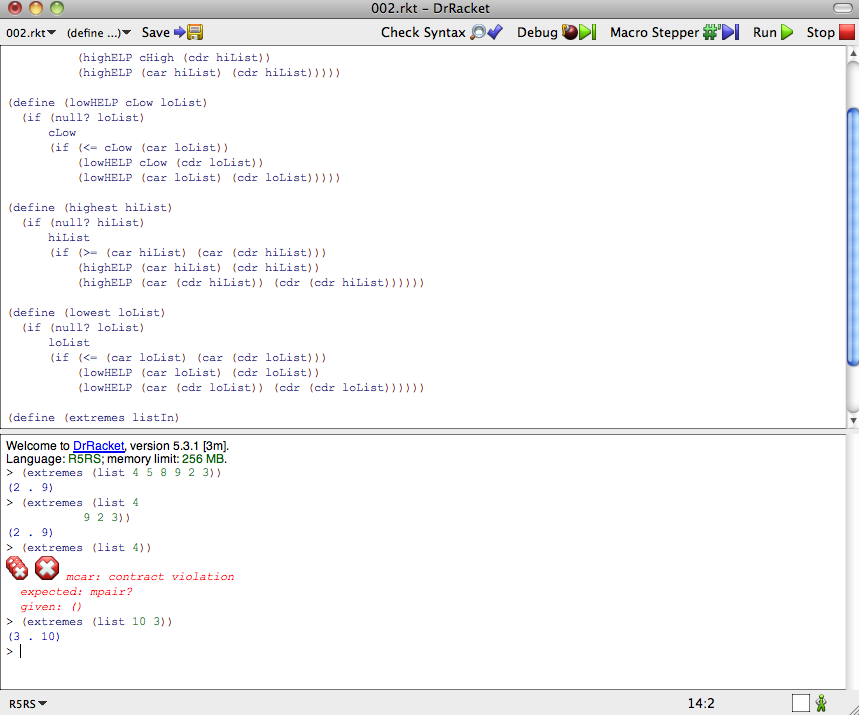 002.rkt – DrRacket
002.rkt (define ...) Save Check Syntax Debug Macro Stepper Run Stop
(highELP cHigh (cdr hiList))
(highELP (car hiList) (cdr hiList)))))
(define (lowHELP cLow loList)
(if (null? loList)
cLow
(if (<= cLow (car loList))
(lowHELP cLow (cdr loList))
(lowHELP (car loList) (cdr loList)))))
(define (highest hiList)
(if (null? hiList)
hiList
(if (>= (car hiList) (car (cdr hiList)))
(highELP (car hiList) (cdr hiList))
(highELP (car (cdr hiList)) (cdr (cdr hiList))))))
(define (lowest loList)
(if (null? loList)
loList
(if (<= (car loList) (car (cdr loList)))
(lowHELP (car loList) (cdr loList))
(lowHELP (car (cdr loList)) (cdr (cdr loList))))))
(define (extremes listIn)
Welcome to DrRacket, version 5.3.1 [3m].
Language: R5RS; memory limit: 256 MB.
> (extremes (list 4 5 8 9 2 3))
(2 . 9)
> (extremes (list 4
9 2 3))
(2 . 9)
> (extremes (list 4))
mcar: contract violation
expected: mpair?
given: ()
> (extremes (list 10 3))
(3 . 10)
>
R5RS 14:2